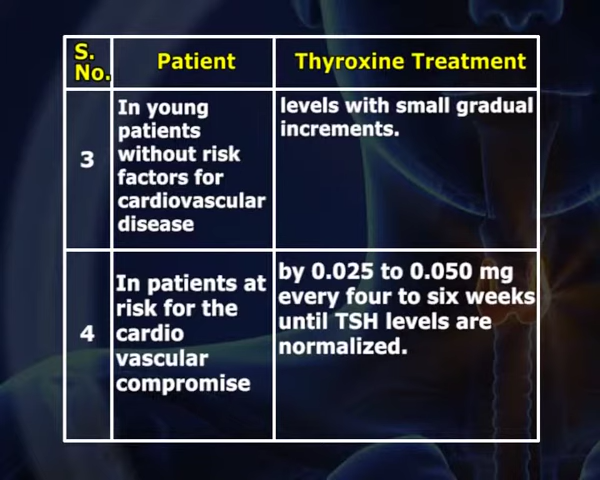 S. No. Patient Thyroxine Treatment
3
In young
patients
without risk
factors for
cardiovascular
disease
levels with small gradual
increments.
4
In patients at
risk for the
cardio
vascular
compromise
by 0.025 to 0.050 mg
every four to six weeks
until TSH levels are
normalized.